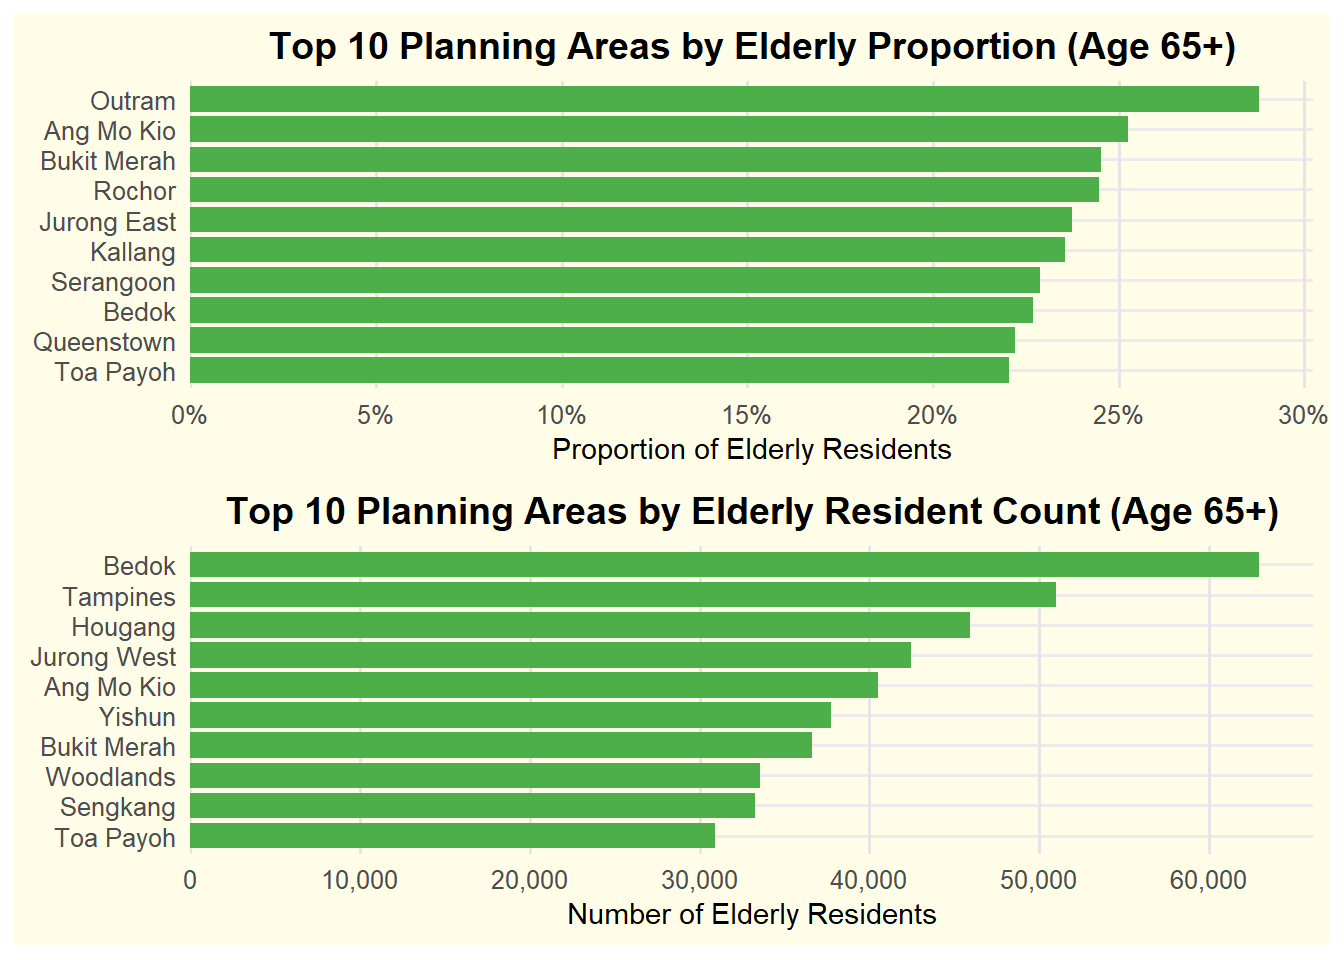 Top 10 Planning Areas by Elderly Proportion (Age 65+)
Outram
Ang Mo Kio
Bukit Merah
Rochor
Jurong East
Kallang
Serangoon
Bedok
Queenstown
Toa Payoh
0% 5% 10% 15% 20% 25% 30%
Proportion of Elderly Residents
Top 10 Planning Areas by Elderly Resident Count (Age 65+)
Bedok
Tampines
Hougang
Jurong West
Ang Mo Kio
Yishun
Bukit Merah
Woodlands
Sengkang
Toa Payoh
0 10,000 20,000 30,000 40,000 50,000 60,000
Number of Elderly Residents